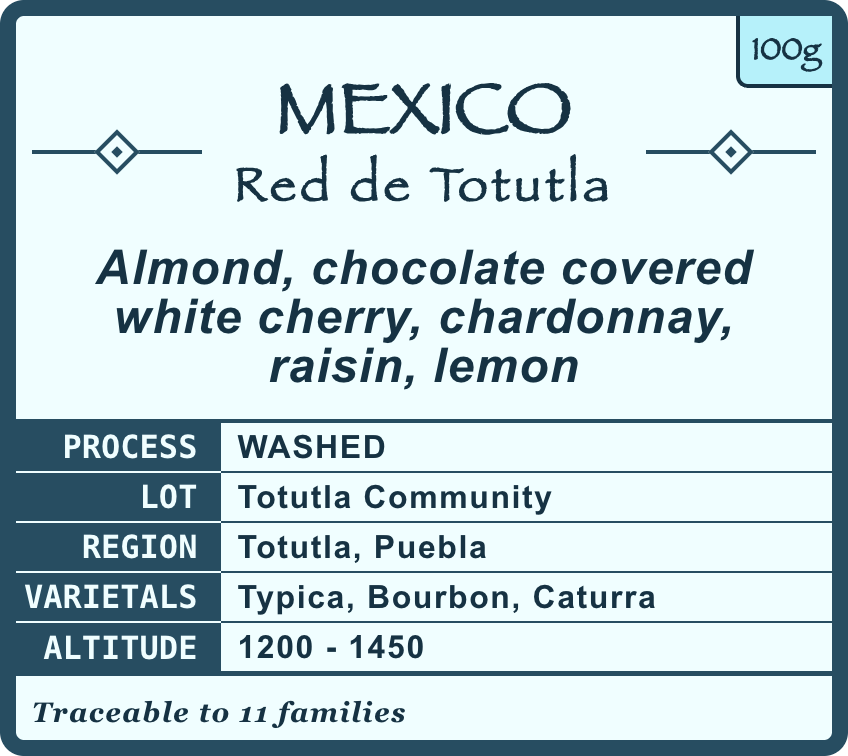 100g
MEXICO
Red de Totutla
Almond, chocolate covered
white cherry, chardonnay,
raisin, lemon
PROCESS WASHED
LOT Totutla Community
REGION Totutla, Puebla
VARIETALS Typica, Bourbon, Caturra
ALTITUDE 1200 - 1450
Traceable to 11 families